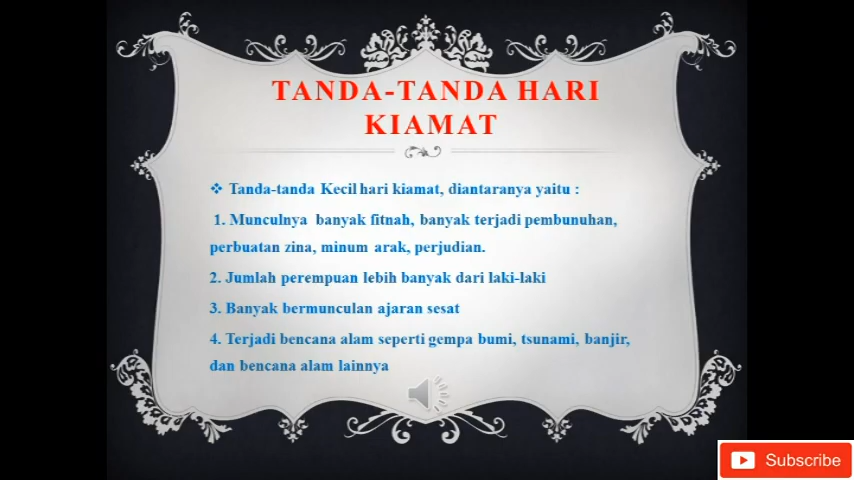 TANDA-TANDA HARI
KIAMAT
❖ Tanda-tanda Kecil hari kiamat, diantaranya yaitu :
1. Munculnya banyak fitnah, banyak terjadi pembunuhan,
perbuatan zina, minum arak, perjudian.
2. Jumlah perempuan lebih banyak dari laki-laki
3. Banyak bermunculan ajaran sesat
4. Terjadi bencana alam seperti gempa bumi, tsunami, banjir,
dan bencana alam lainnya
Subscribe